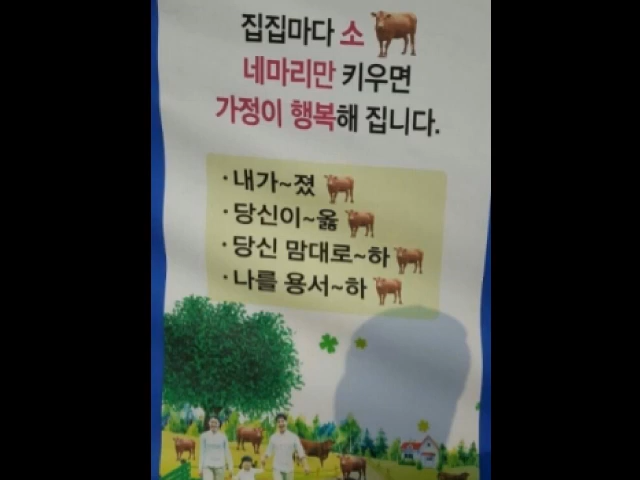 집집마다 소
네마리만 키우면
가정이 행복해 집니다.
·내가~졌
·당신이~옳
·당신 맘대로~하
·나를 용서~하